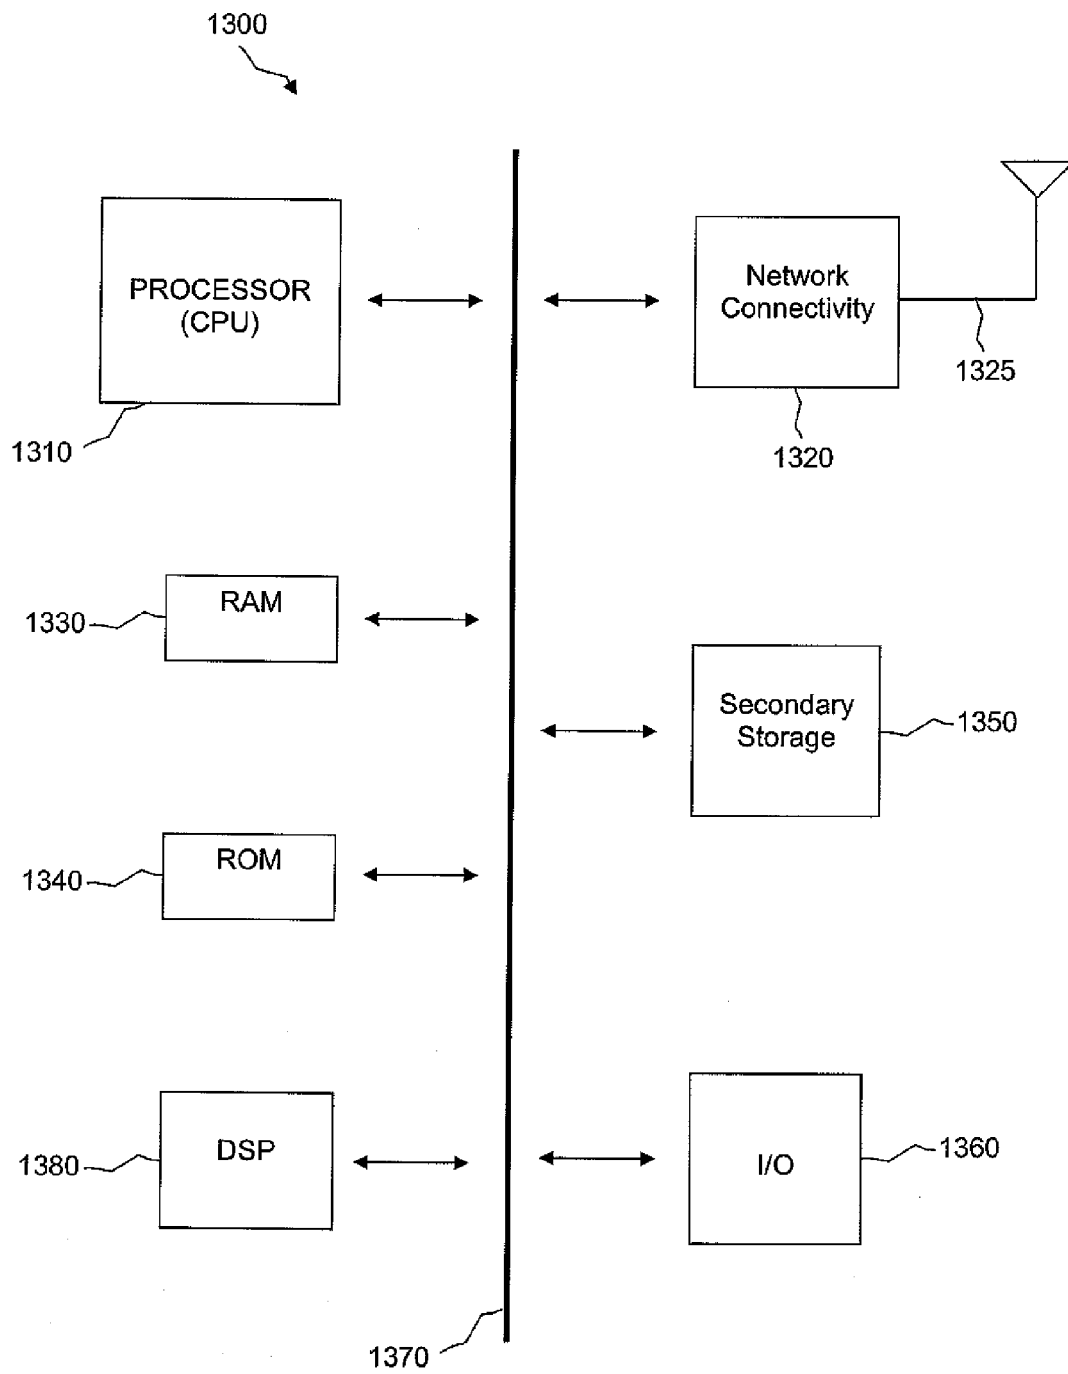 1300
PROCESSOR
(CPU)
1310
Network
Connectivity
1325
1320
RAM
1330
Secondary
Storage
1350
ROM
1340
DSP
1380
I/O
1360
1370